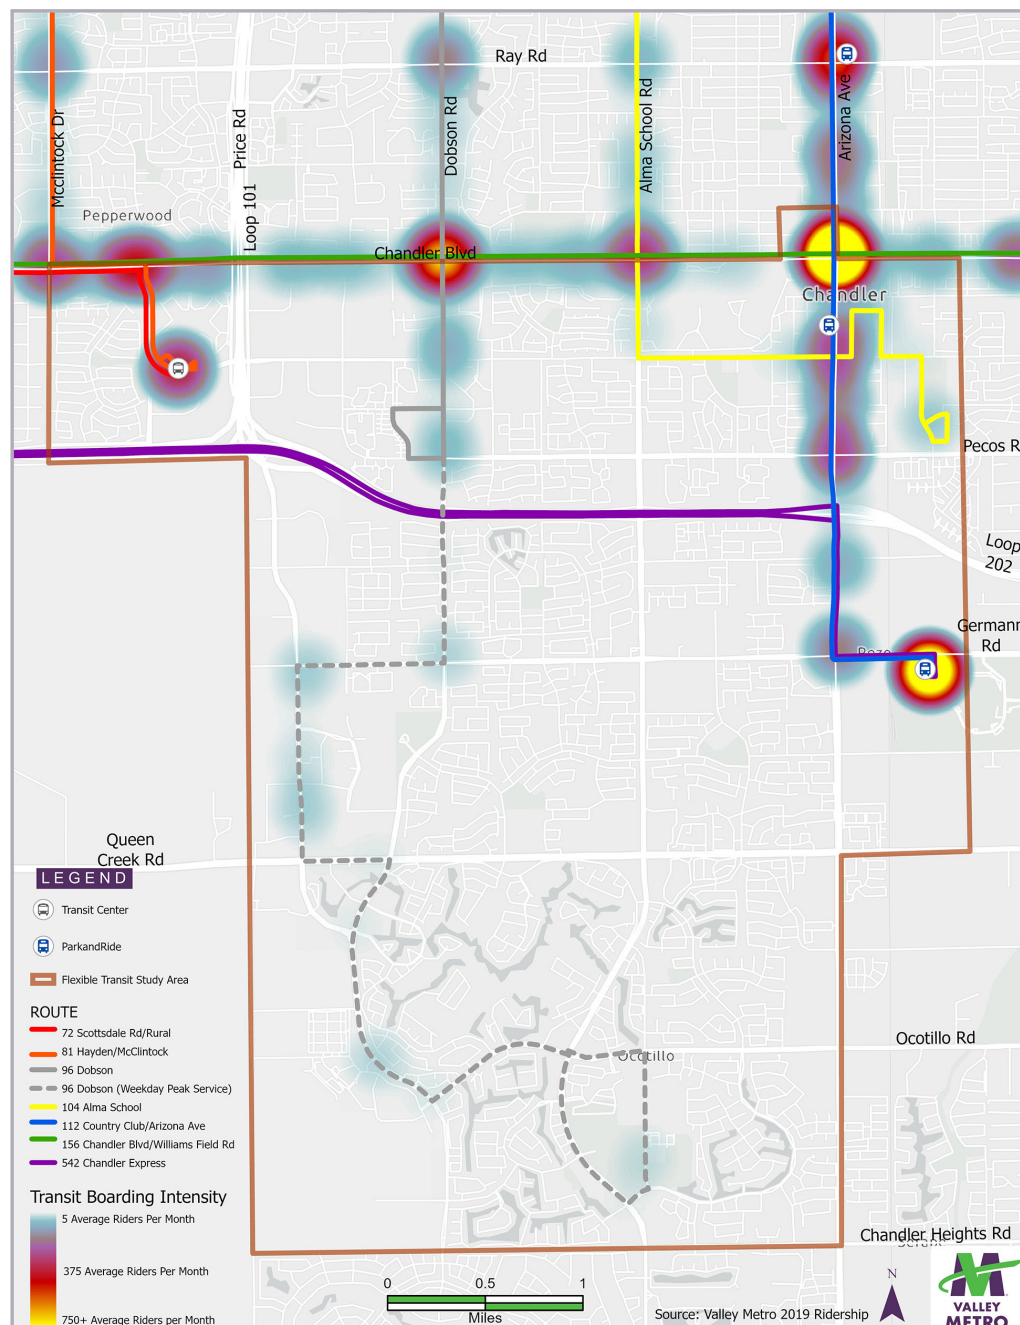 Ray Rd
Mcclintock Dr
Price Rd
Dobson Rd
Alma School Rd
Arizona Ave
Pepperwood
Loop 101
Chandler Blvd
Chandler
Pecos R
Loop
202
Germann
Rd
Queen
Creek Rd
LEGEND
Transit Center
ParkandRide
Flexible Transit Study Area
ROUTE
72 Scottsdale Rd/Rural
81 Hayden/McClintock
96 Dobson
96 Dobson (Weekday Peak Service)
104 Alma School
112 Country Club/Arizona Ave
156 Chandler Blvd/Williams Field Rd
542 Chandler Express
Transit Boarding Intensity
5 Average Riders Per Month
375 Average Riders Per Month
750+ Average Riders per Month
Ocotillo Rd
Ocotillo
Chandler Heights Rd
0 0.5 1
Miles
Source: Valley Metro 2019 Ridership
N
VALLEY
METRO